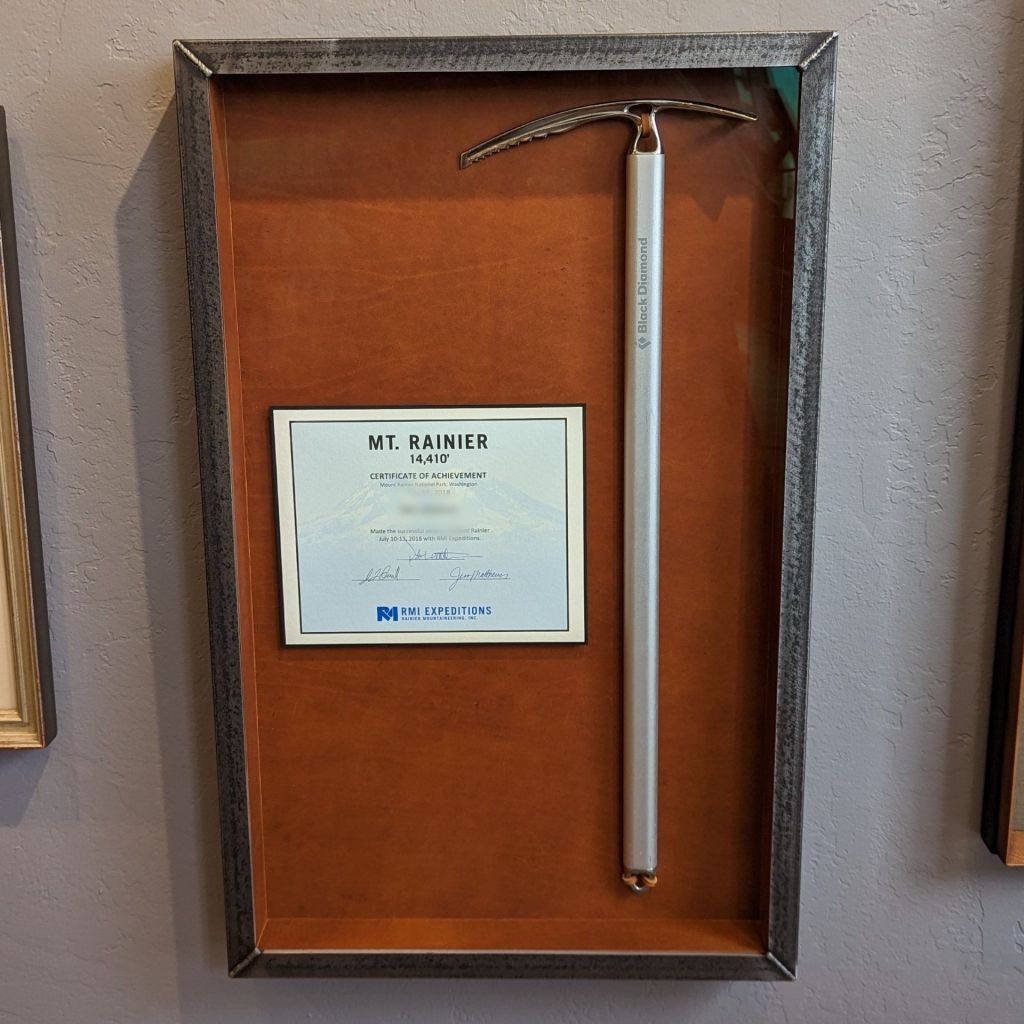 MT. RAINIER
14,410'
CERTIFICATE OF ACHIEVEMENT
Mount Rainier National Park, Washington
2018
Made the successful Rainier
July 10-13, 2018 with RMI Expeditions.
RMI EXPEDITIONS
RAINIER MOUNTAINEERING, INC.
Black Diamond